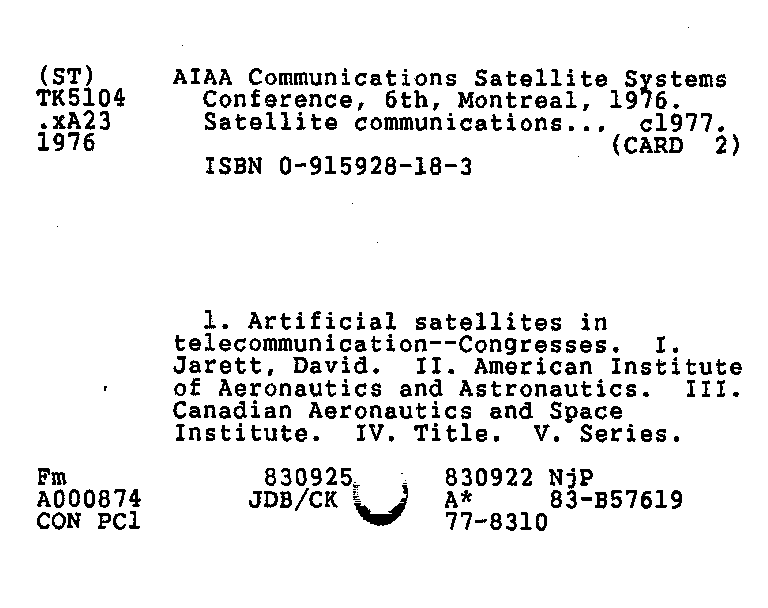 (ST) AIAA Communications Satellite Systems
TK5104 Conference, 6th, Montreal, 1976.
.xA23 Satellite communications... c1977.
1976 (CARD 2)
ISBN 0-915928-18-3
1. Artificial satellites in
telecommunication--Congresses. I.
Jarett, David. II. American Institute
of Aeronautics and Astronautics. III.
Canadian Aeronautics and Space
Institute. IV. Title. V. Series.
Fm 830925 830922 NjP
A000874 JDB/CK A* 83-B57619
CON PC1 77-8310